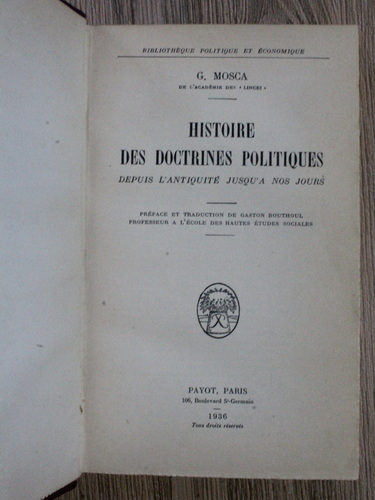 BIBLIOTHÈQUE POLITIQUE ET ÉCONOMIQUE
G. MOSCA
DE L'ACADÉMIE DES « LINCEI »
HISTOIRE
DES DOCTRINES POLITIQUES
DEPUIS L'ANTIQUITÉ JUSQU'A NOS JOURS
PRÉFACE ET TRADUCTION DE GASTON BOUTHOUL
PROFESSEUR A L'ÉCOLE DES HAUTES ÉTUDES SOCIALES
PAYOT, PARIS
106, Boulevard St-Germain
1936
Tous droits réservés